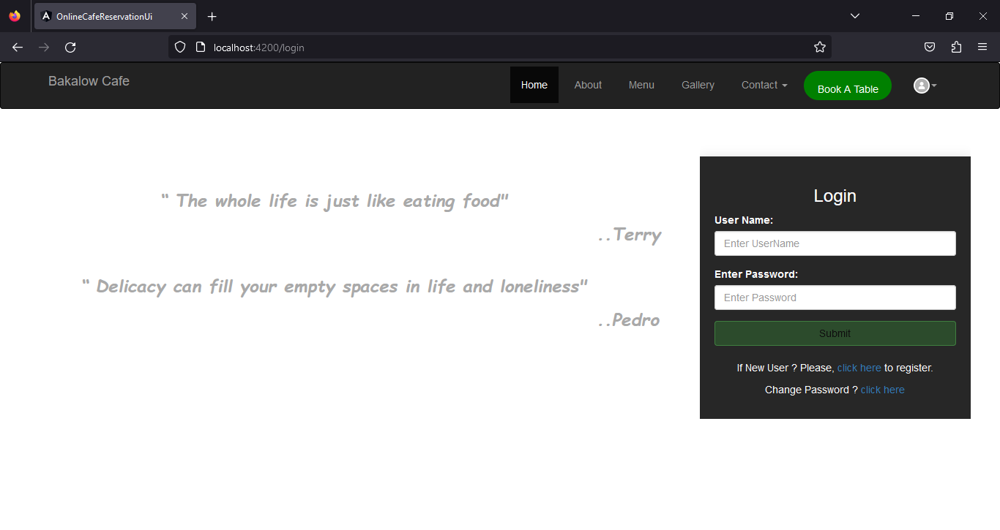 OnlineCafeReservationUi
localhost:4200/login
Bakalow Cafe
Home About Menu Gallery Contact Book A Table
“ The whole life is just like eating food"
..Terry
“ Delicacy can fill your empty spaces in life and loneliness"
..Pedro
Login
User Name:
Enter UserName
Enter Password:
Enter Password
Submit
If New User ? Please, click here to register.
Change Password ? click here